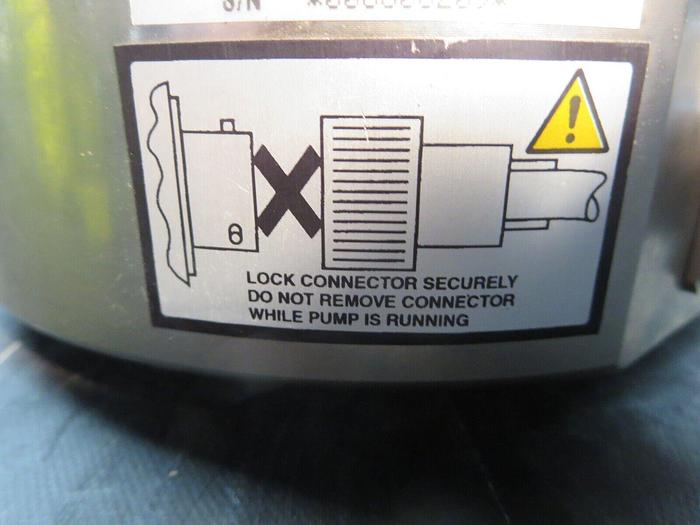 S/N
LOCK CONNECTOR SECURELY
DO NOT REMOVE CONNECTOR
WHILE PUMP IS RUNNING